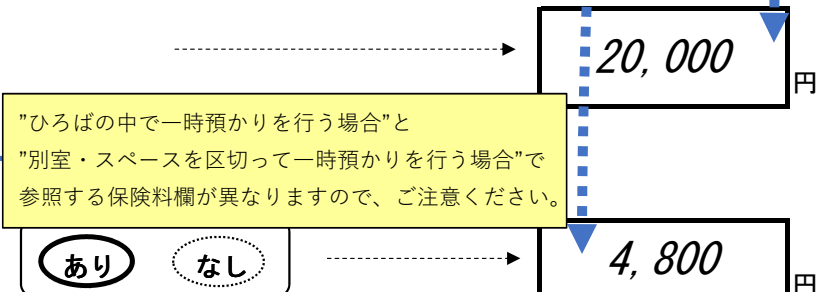 20, 000
円
”ひろばの中で一時預かりを行う場合”と
”別室・スペースを区切って一時預かりを行う場合”で
参照する保険料欄が異なりますので、ご注意ください。
あり なし 4, 800
円